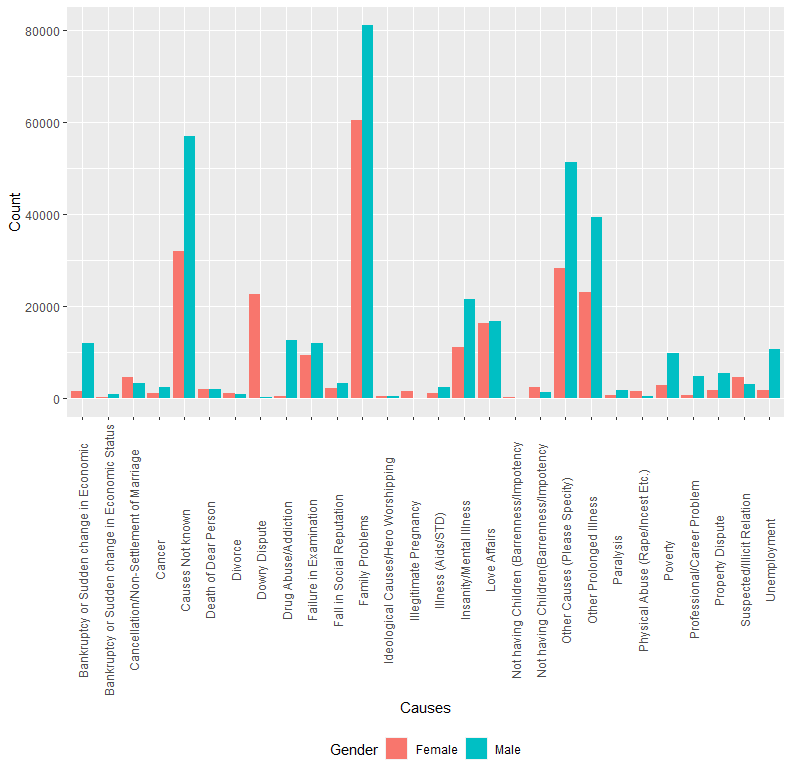 80000
60000
40000
20000
0
Count
Bankruptcy or Sudden change in Economic
Bankruptcy or Sudden change in Economic Status
Cancellation/Non-Settlement of Marriage
Cancer
Causes Not known
Death of Dear Person
Divorce
Dowry Dispute
Drug Abuse/Addiction
Failure in Examination
Fall in Social Reputation
Family Problems
Ideological Causes/Hero Worshipping
Illegitimate Pregnancy
Illness (Aids/STD)
Insanity/Mental Illness
Love Affairs
Not having Children (Barrenness/Impotency
Not having Children(Barrenness/Impotency
Other Causes (Please Specity)
Other Prolonged Illness
Paralysis
Physical Abuse (Rape/Incest Etc.)
Poverty
Professional/Career Problem
Property Dispute
Suspected/Illicit Relation
Unemployment
Causes
Gender Female Male